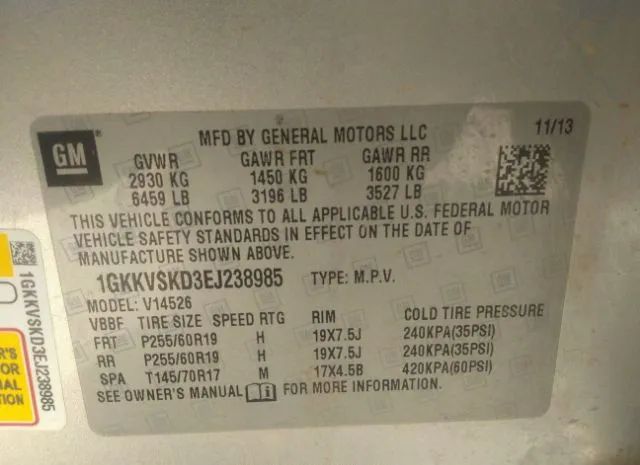 GM
MFD BY GENERAL MOTORS LLC
11/13
GVWR GAWR FRT GAWR RR
2930 KG 1450 KG 1600 KG
6459 LB 3196 LB 3527 LB
THIS VEHICLE CONFORMS TO ALL APPLICABLE U.S. FEDERAL MOTOR
VEHICLE SAFETY STANDARDS IN EFFECT ON THE DATE OF
MANUFACTURE SHOWN ABOVE.
1GKKVSKD3EJ238985 TYPE: M.P.V.
MODEL: V14526
VBBF TIRE SIZE SPEED RTG RIM COLD TIRE PRESSURE
FRT P255/60R19 H 19X7.5J 240KPA(35PSI)
RR P255/60R19 H 19X7.5J 240KPA(35PSI)
SPA T145/70R17 M 17X4.5B 420KPA(60PSI)
SEE OWNER'S MANUAL FOR MORE INFORMATION.
1GKKVSKD3EJ238985